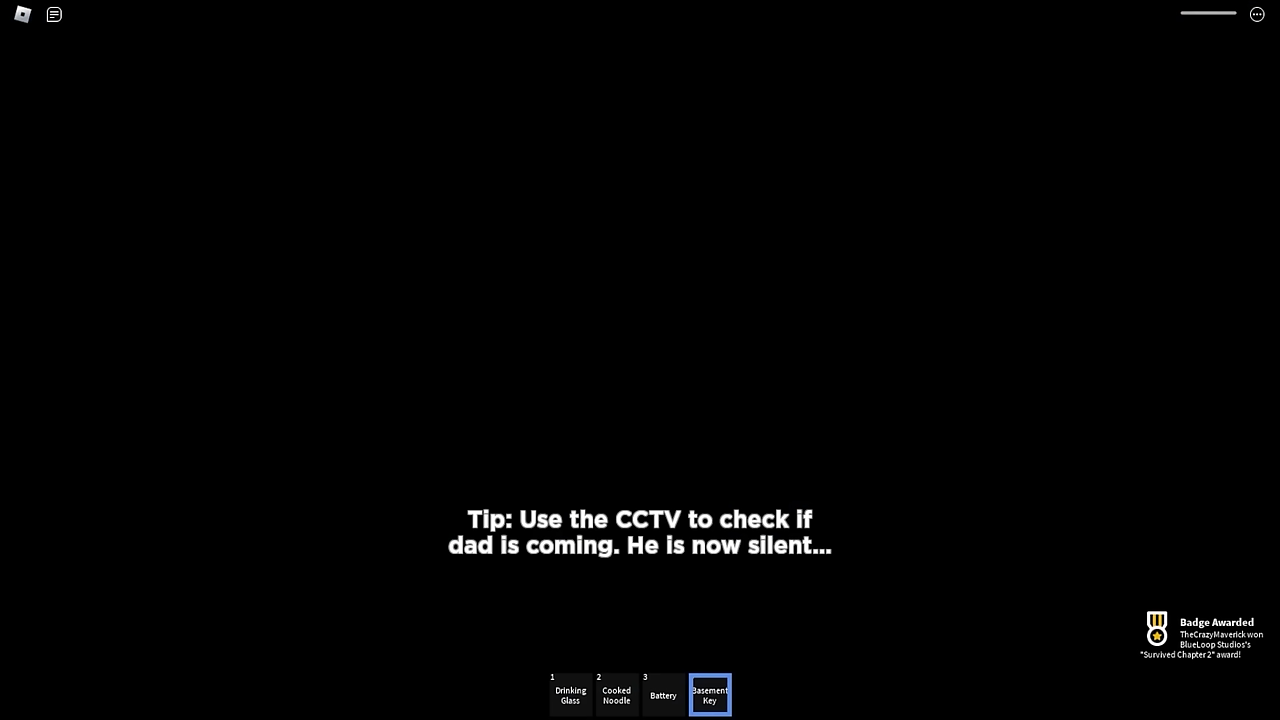 Tip: Use the CCTV to check if
dad is coming. He is now silent...
Badge Awarded
TheCrazyMaverick won
BlueLoop Studios's
"Survived Chapter 2" award!
1
Drinking
Glass
2
Cooked
Noodle
3
Battery
Basement
Key